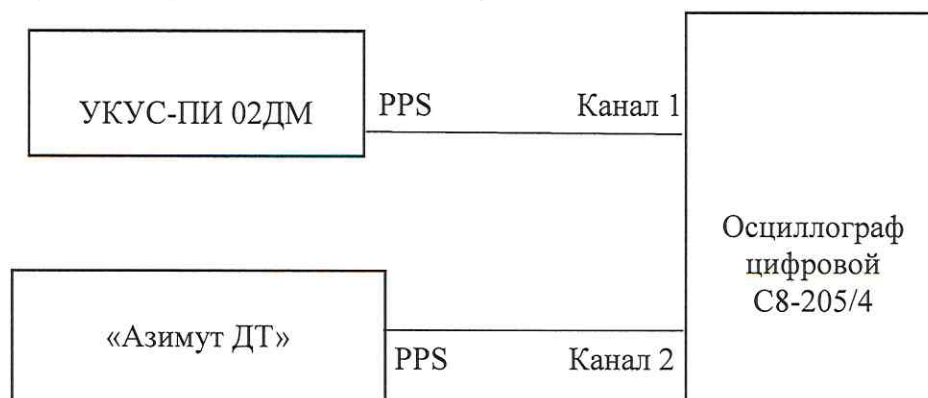 УКУС-ПИ 02ДМ
PPS
Канал 1
Осциллограф
цифровой
С8-205/4
«Азимут ДТ»
PPS
Канал 2